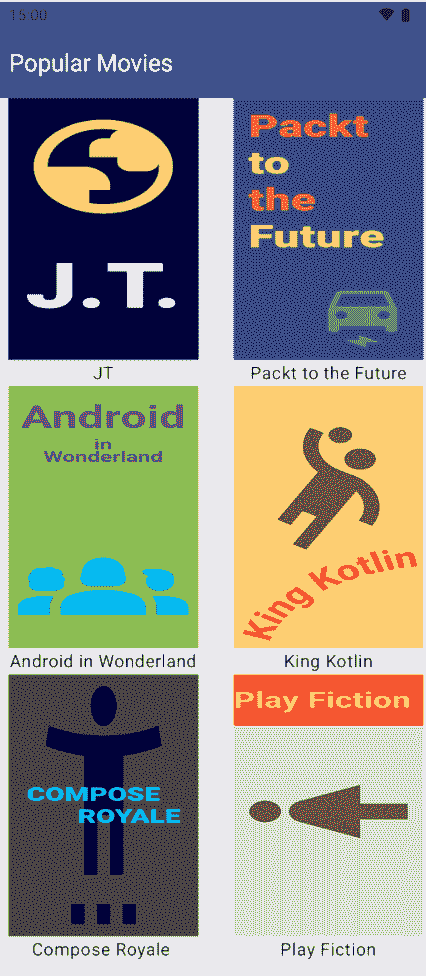 15:00
Popular Movies
J.T.
JT
Packt
to
the
Future
Packt to the Future
Android
in
Wonderland
Android in Wonderland
King Kotlin
King Kotlin
COMPOSE
ROYALE
Compose Royale
Play Fiction
Play Fiction